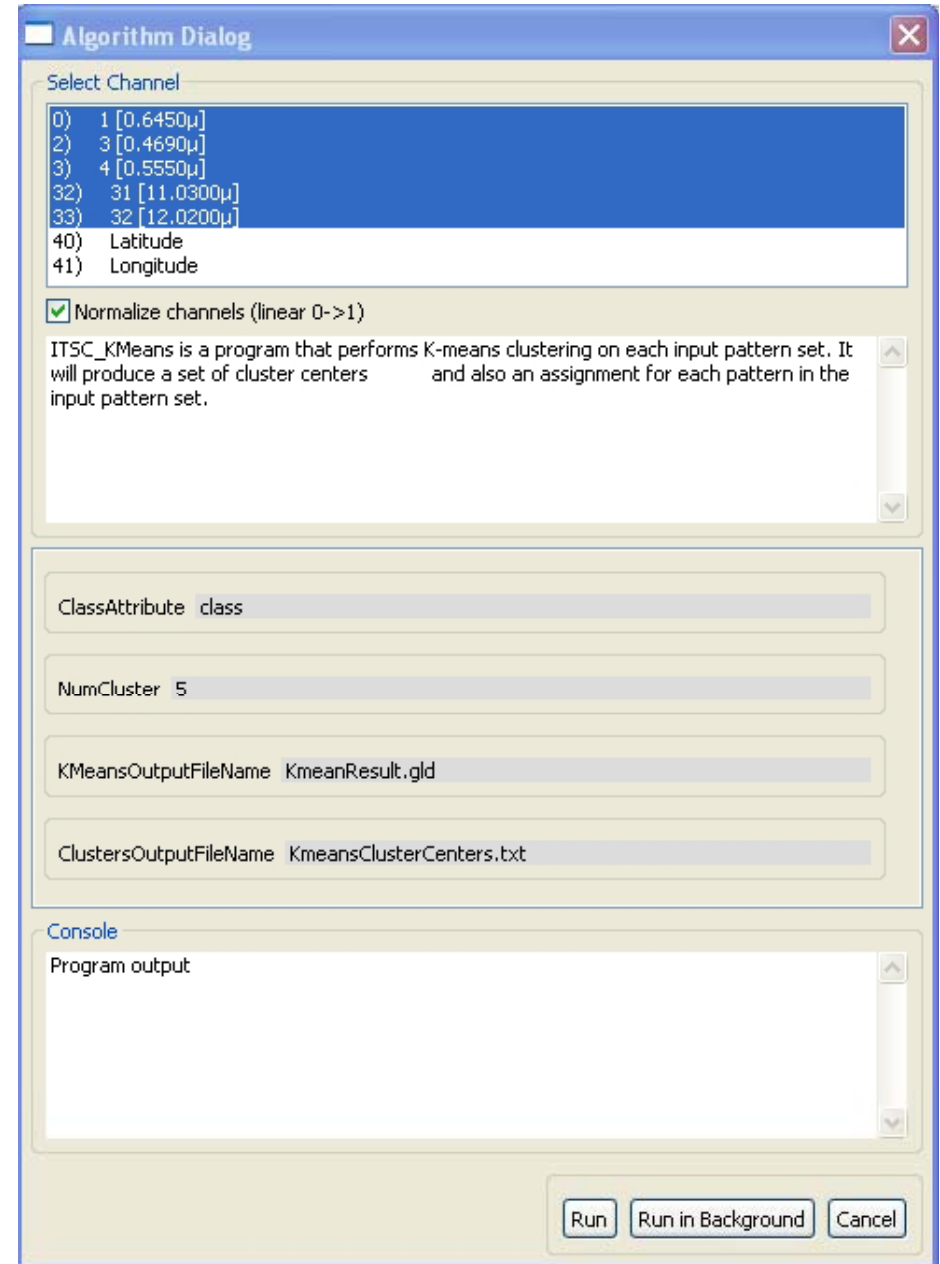 Algorithm Dialog
Select Channel
0) 1 [0.6450µ]
2) 3 [0.4690µ]
3) 4 [0.5550µ]
32) 31 [11.0300µ]
33) 32 [12.0200µ]
40) Latitude
41) Longitude
Normalize channels (linear 0->1)
ITSC_KMeans is a program that performs K-means clustering on each input pattern set. It
will produce a set of cluster centers and also an assignment for each pattern in the
input pattern set.
ClassAttribute class
NumCluster 5
KMeansOutputFileName KmeanResult.gld
ClustersOutputFileName KmeansClusterCenters.txt
Console
Program output
Run Run in Background Cancel